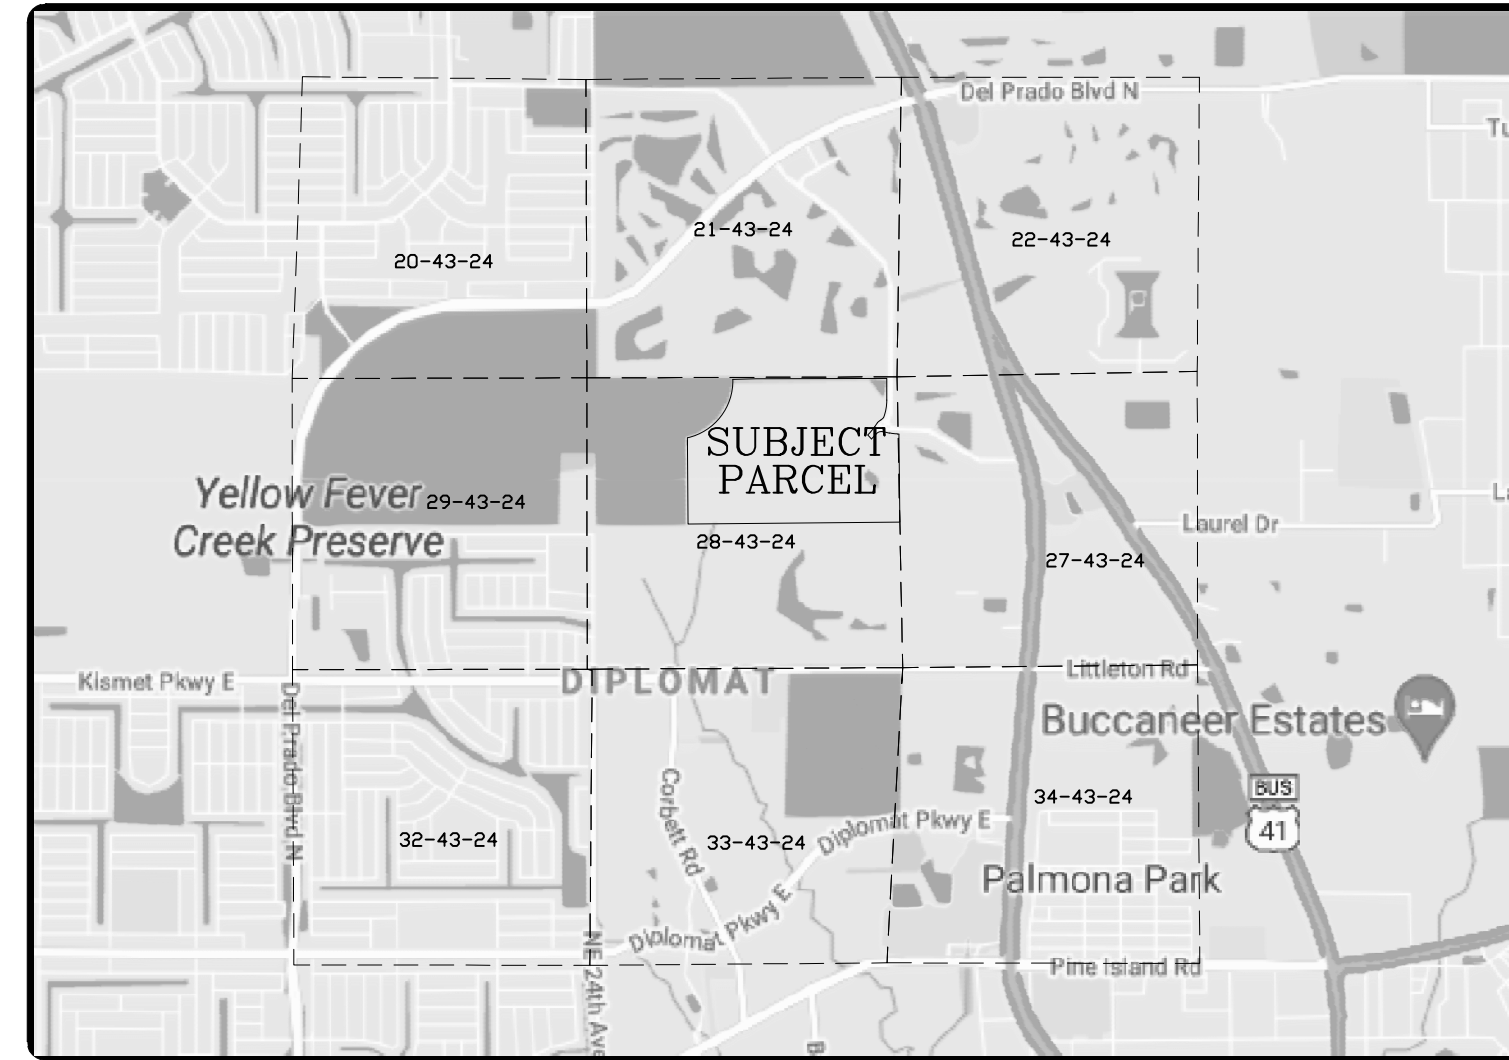 Del Prado Blvd N
Tu
21-43-24
22-43-24
20-43-24
SUBJECT
PARCEL
Yellow Fever
Creek Preserve
29-43-24
La
Laurel Dr
28-43-24
27-43-24
Kismet Pkwy E
DIPLOMAT
Littleton Rd
Buccaneer Estates
Del Prado Blvd N
Corbett Rd
BUS
41
34-43-24
32-43-24
33-43-24
Diplomat Pkwy E
Palmona Park
Diplomat Pkwy E
NE 24th Ave
Pine Island Rd
B